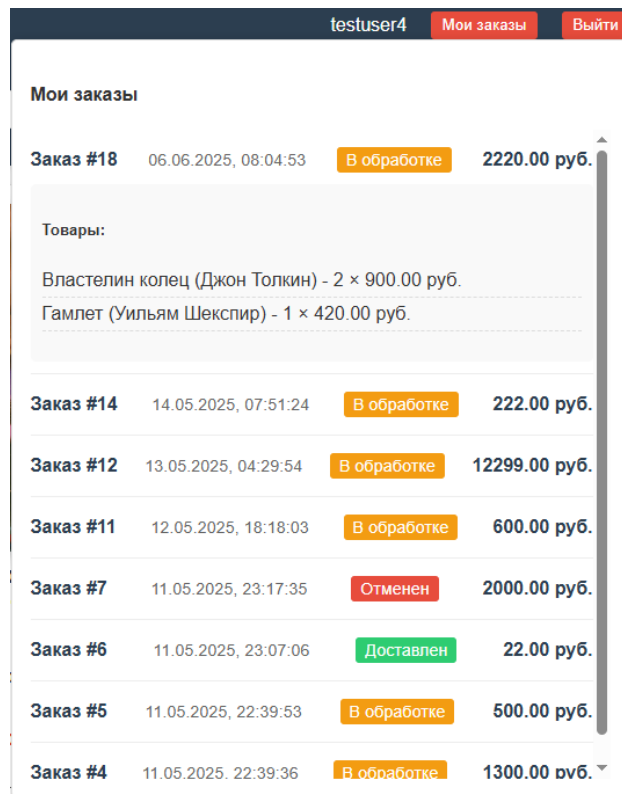 testuser4 Мои заказы Выйти
Мои заказы
Заказ #18 06.06.2025, 08:04:53 В обработке 2220.00 руб.
Товары:
Властелин колец (Джон Толкин) - 2 × 900.00 руб.
Гамлет (Уильям Шекспир) - 1 × 420.00 руб.
Заказ #14 14.05.2025, 07:51:24 В обработке 222.00 руб.
Заказ #12 13.05.2025, 04:29:54 В обработке 12299.00 руб.
Заказ #11 12.05.2025, 18:18:03 В обработке 600.00 руб.
Заказ #7 11.05.2025, 23:17:35 Отменен 2000.00 руб.
Заказ #6 11.05.2025, 23:07:06 Доставлен 22.00 руб.
Заказ #5 11.05.2025, 22:39:53 В обработке 500.00 руб.
Заказ #4 11.05.2025, 22:39:36 В обработке 1300.00 руб.